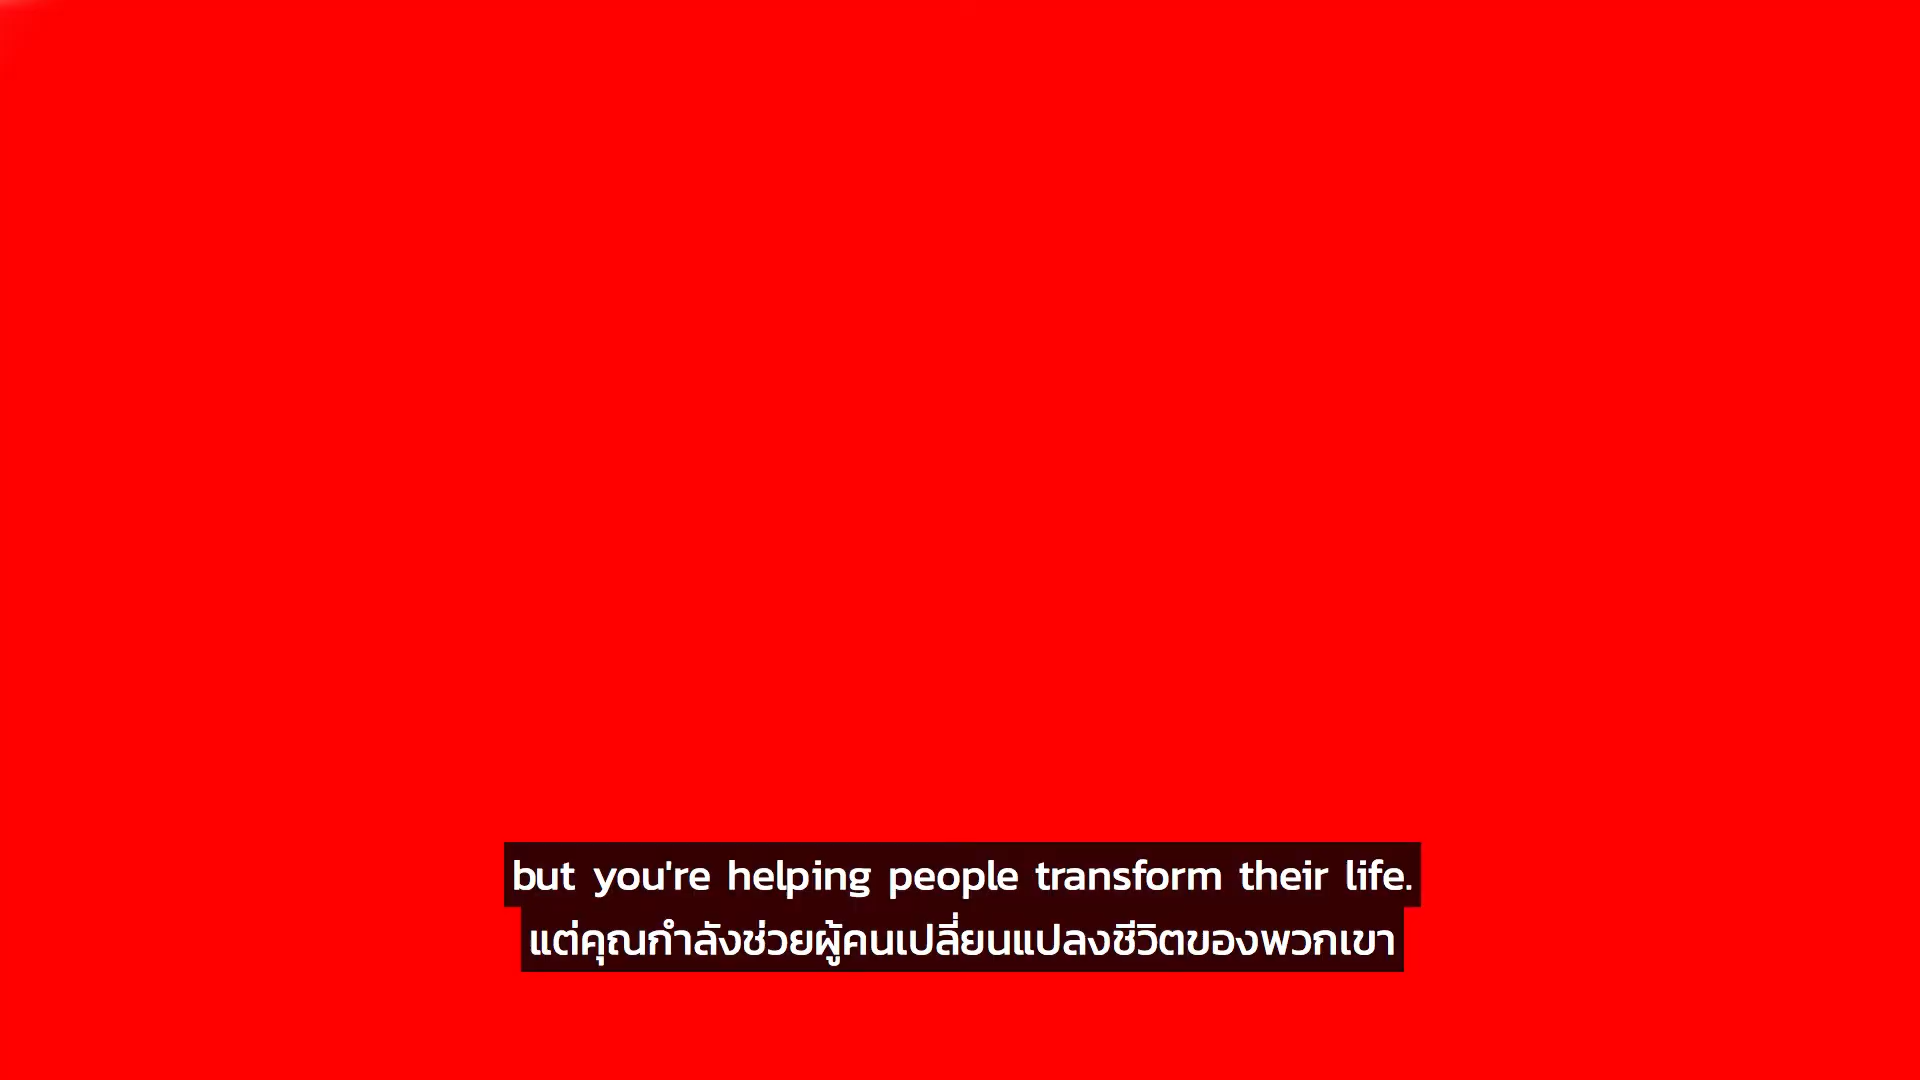 but you're helping people transform their life.
แต่คุณกำลังช่วยผู้คนเปลี่ยนแปลงชีวิตของพวกเขา